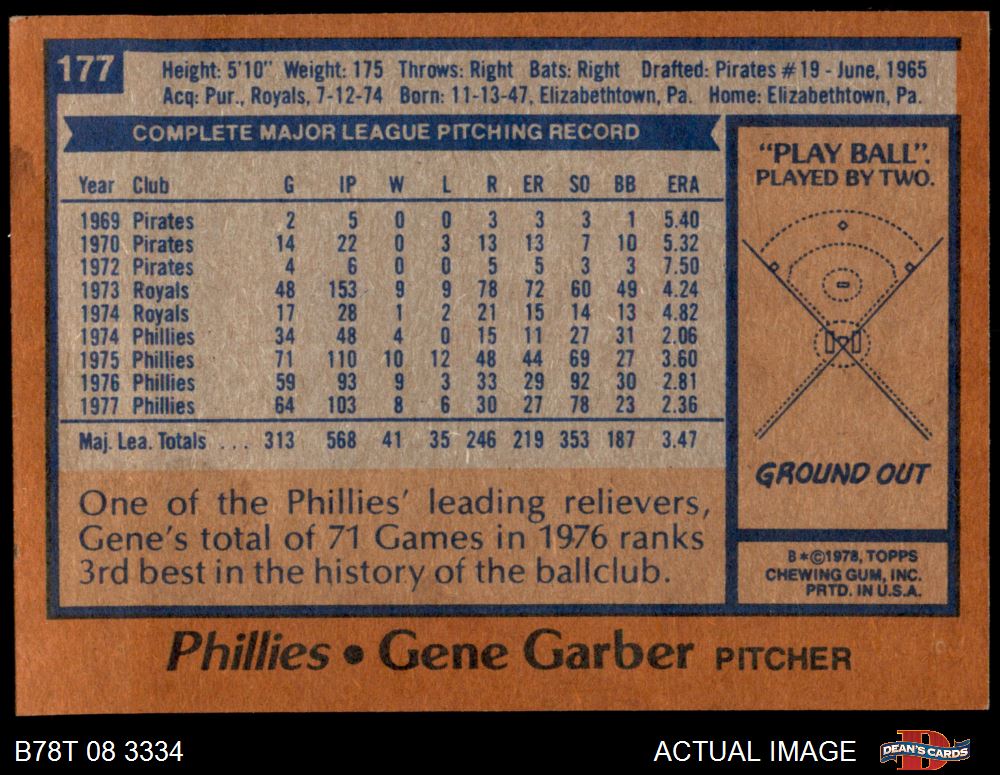 177
Height: 5'10" Weight: 175 Throws: Right Bats: Right Drafted: Pirates #19 - June, 1965
Acq: Pur., Royals, 7-12-74 Born: 11-13-47, Elizabethtown, Pa. Home: Elizabethtown, Pa.
COMPLETE MAJOR LEAGUE PITCHING RECORD
Year Club G IP W L R ER SO BB ERA
1969 Pirates 2 5 0 0 3 3 3 1 5.40
1970 Pirates 14 22 0 3 13 13 7 10 5.32
1972 Pirates 4 6 0 0 5 5 3 3 7.50
1973 Royals 48 153 9 9 78 72 60 49 4.24
1974 Royals 17 28 1 2 21 15 14 13 4.82
1974 Phillies 34 48 4 0 15 11 27 31 2.06
1975 Phillies 71 110 10 12 48 44 69 27 3.60
1976 Phillies 59 93 9 3 33 29 92 30 2.81
1977 Phillies 64 103 8 6 30 27 78 23 2.36
Maj. Lea. Totals ... 313 568 41 35 246 219 353 187 3.47
One of the Phillies' leading relievers,
Gene's total of 71 Games in 1976 ranks
3rd best in the history of the ballclub.
"PLAY BALL".
PLAYED BY TWO.
GROUND OUT
B*©1978, TOPPS
CHEWING GUM, INC.
PRTD. IN U.S.A.
Phillies • Gene Garber PITCHER
B78T 08 3334
ACTUAL IMAGE
D
DEAN'S CARDS